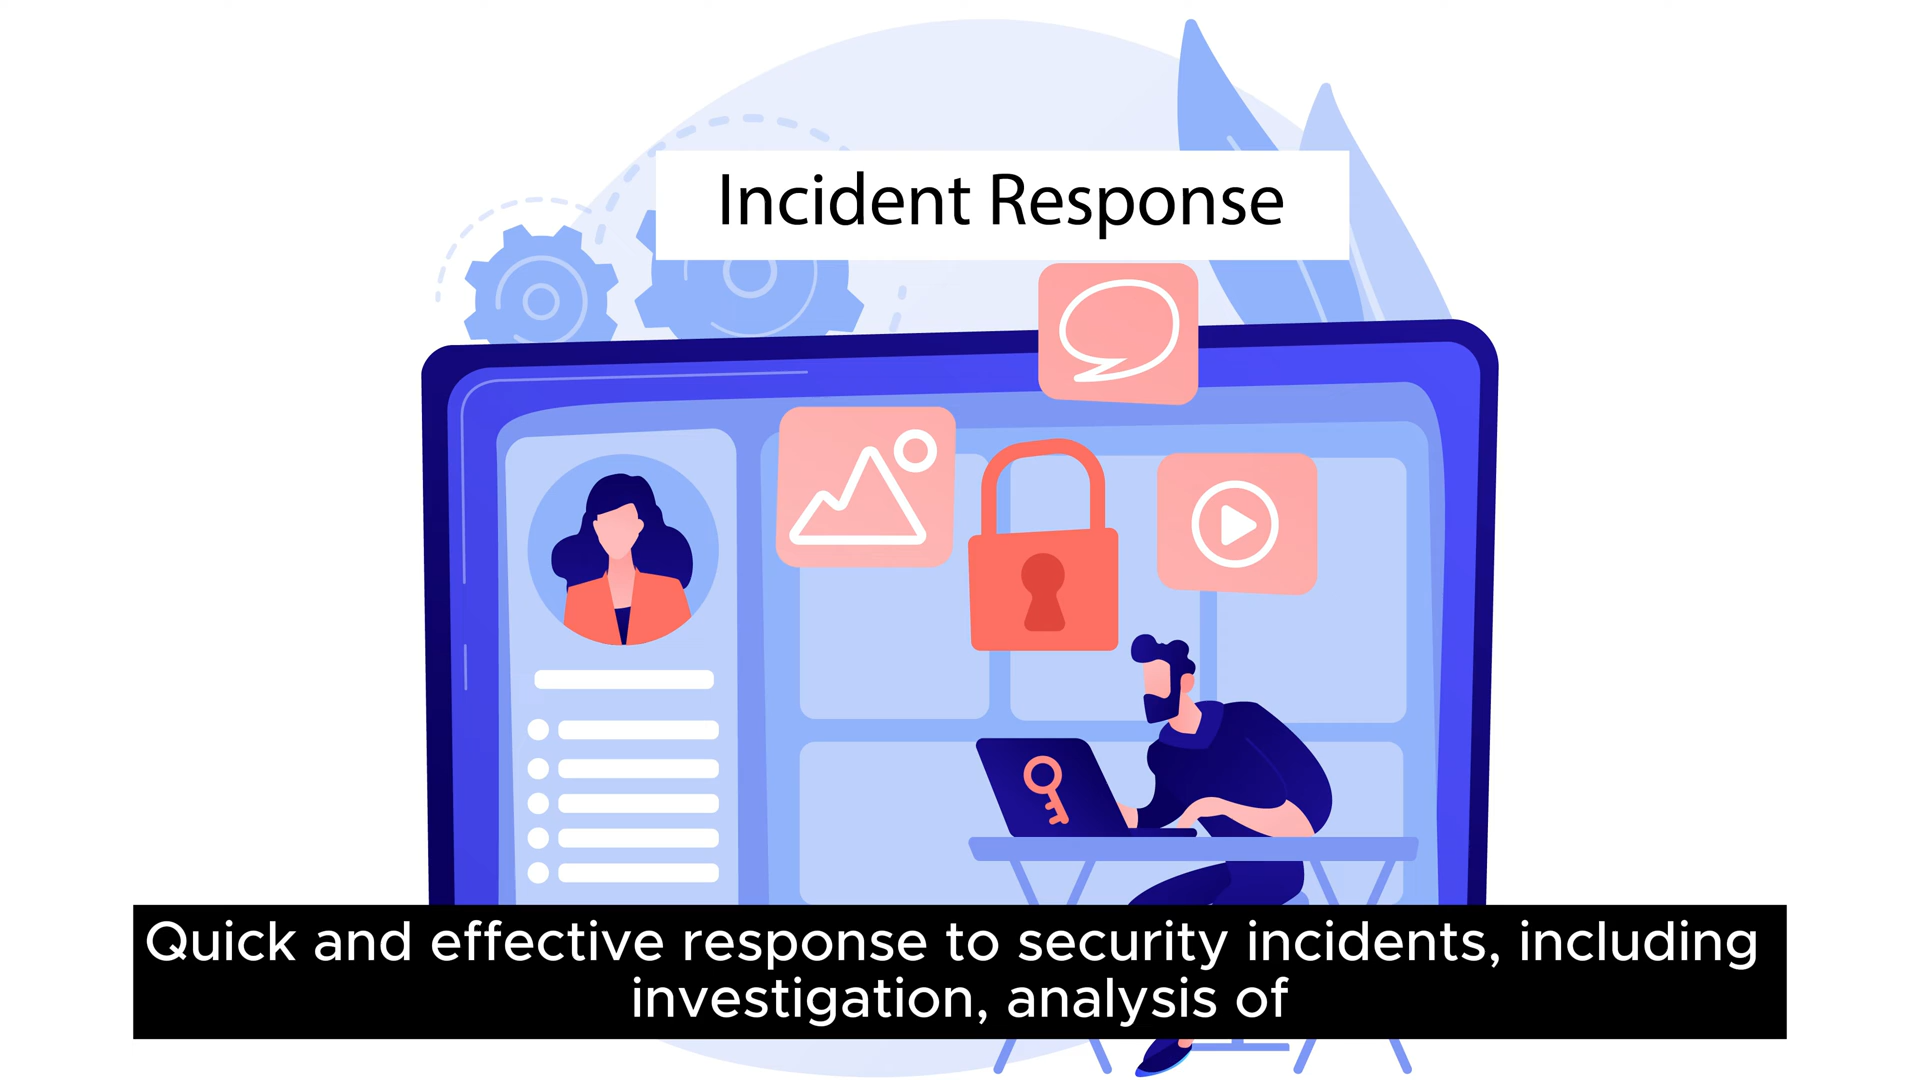 Incident Response
Quick and effective response to security incidents, including
investigation, analysis of